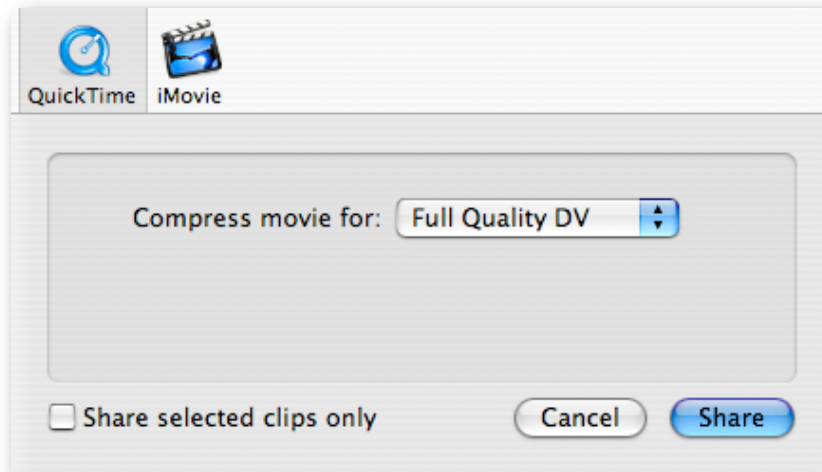 QuickTime iMovie
Compress movie for: Full Quality DV
Share selected clips only Cancel Share